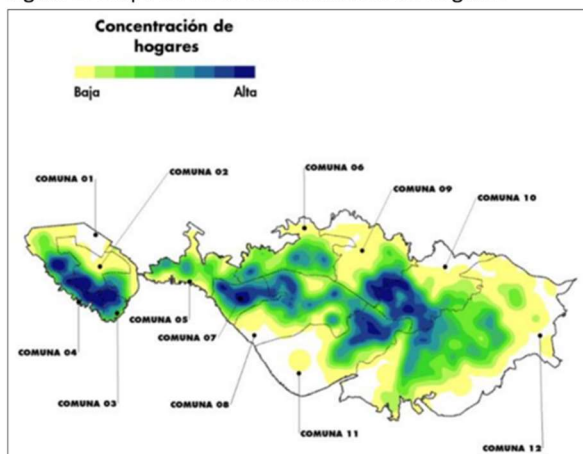 Concentración de
hogares
Baja
Alta
COMUNA 01
COMUNA 02
COMUNA 06
COMUNA 09
COMUNA 10
COMUNA 05
COMUNA 07
COMUNA 04
COMUNA 03
COMUNA 08
COMUNA 11
COMUNA 12